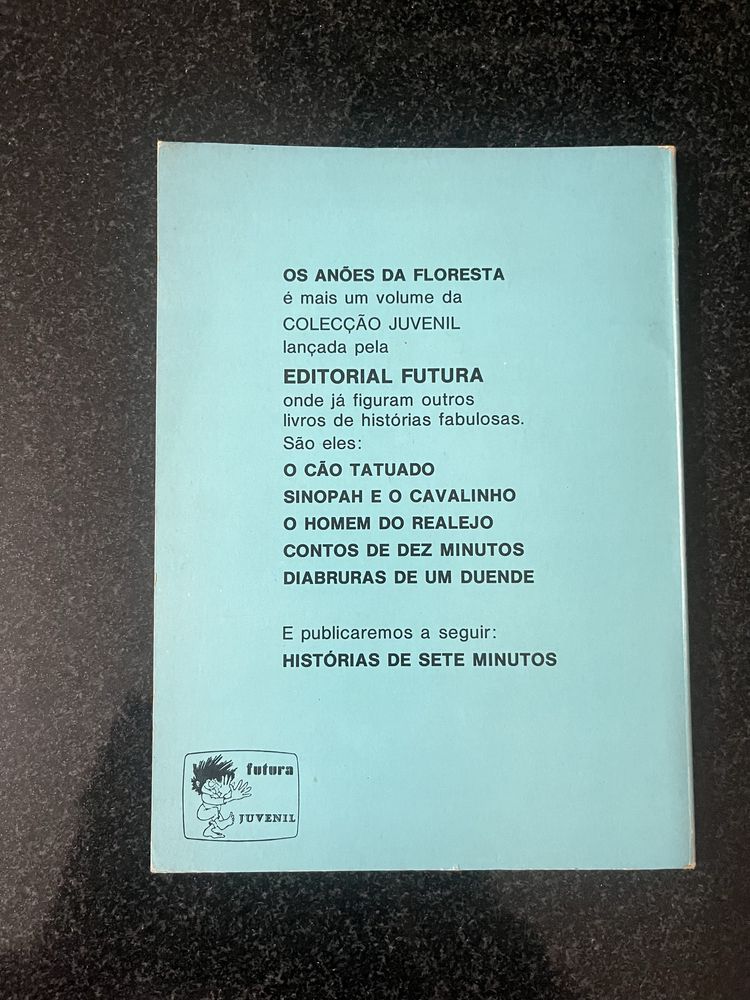 OS ANÕES DA FLORESTA
é mais um volume da
COLECÇÃO JUVENIL
lançada pela
EDITORIAL FUTURA
onde já figuram outros
livros de histórias fabulosas.
São eles:
O CÃO TATUADO
SINOPAH E O CAVALINHO
O HOMEM DO REALEJO
CONTOS DE DEZ MINUTOS
DIABRURAS DE UM DUENDE
E publicaremos a seguir:
HISTÓRIAS DE SETE MINUTOS
futura
JUVENIL